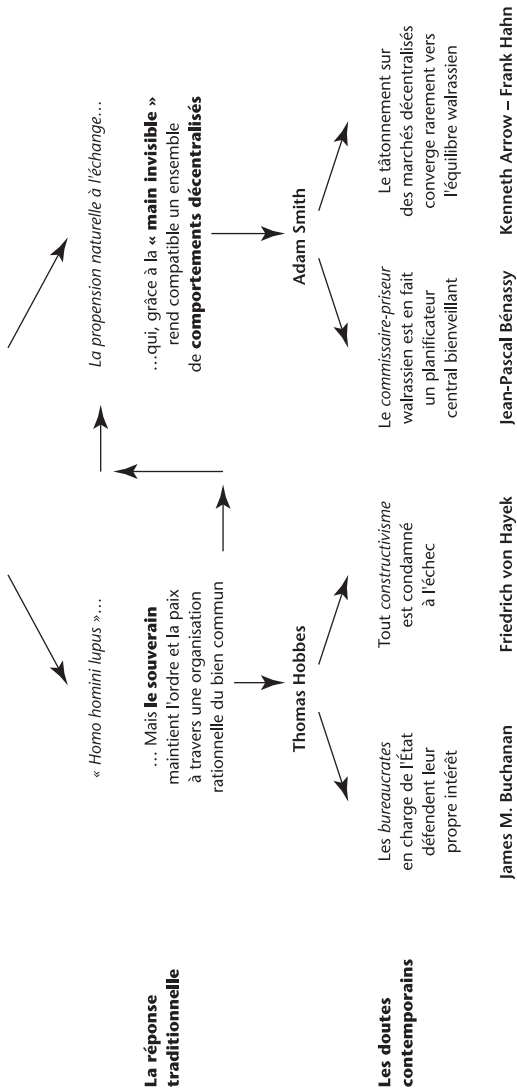 « Homo homini lupus »…
La propension naturelle à l'échange…
La réponse
traditionnelle
… Mais le souverain
maintient l'ordre et la paix
à travers une organisation
rationnelle du bien commun
…qui, grâce à la « main invisible »
rend compatible un ensemble
de comportements décentralisés
Thomas Hobbes
Adam Smith
Les doutes
contemporains
Les bureaucrates
en charge de l'État
défendent leur
propre intérêt
Tout constructivisme
est condamné
à l'échec
Le commissaire-priseur
walrassien est en fait
un planificateur
central bienveillant
Le tâtonnement sur
des marchés décentralisés
converge rarement vers
l'équilibre walrassien
James M. Buchanan
Friedrich von Hayek
Jean-Pascal Bénassy
Kenneth Arrow – Frank Hahn